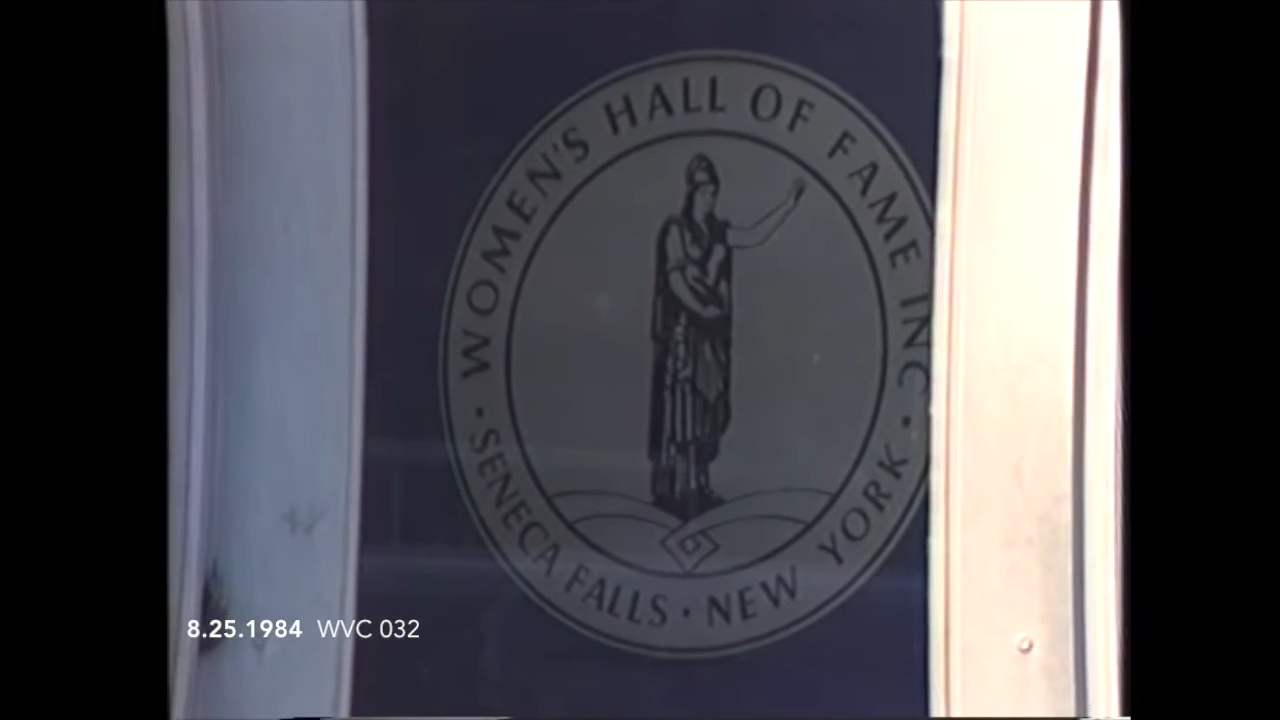 WOMEN'S HALL OF FAME INC
· SENECA FALLS · NEW YORK ·
8.25.1984 WVC 032